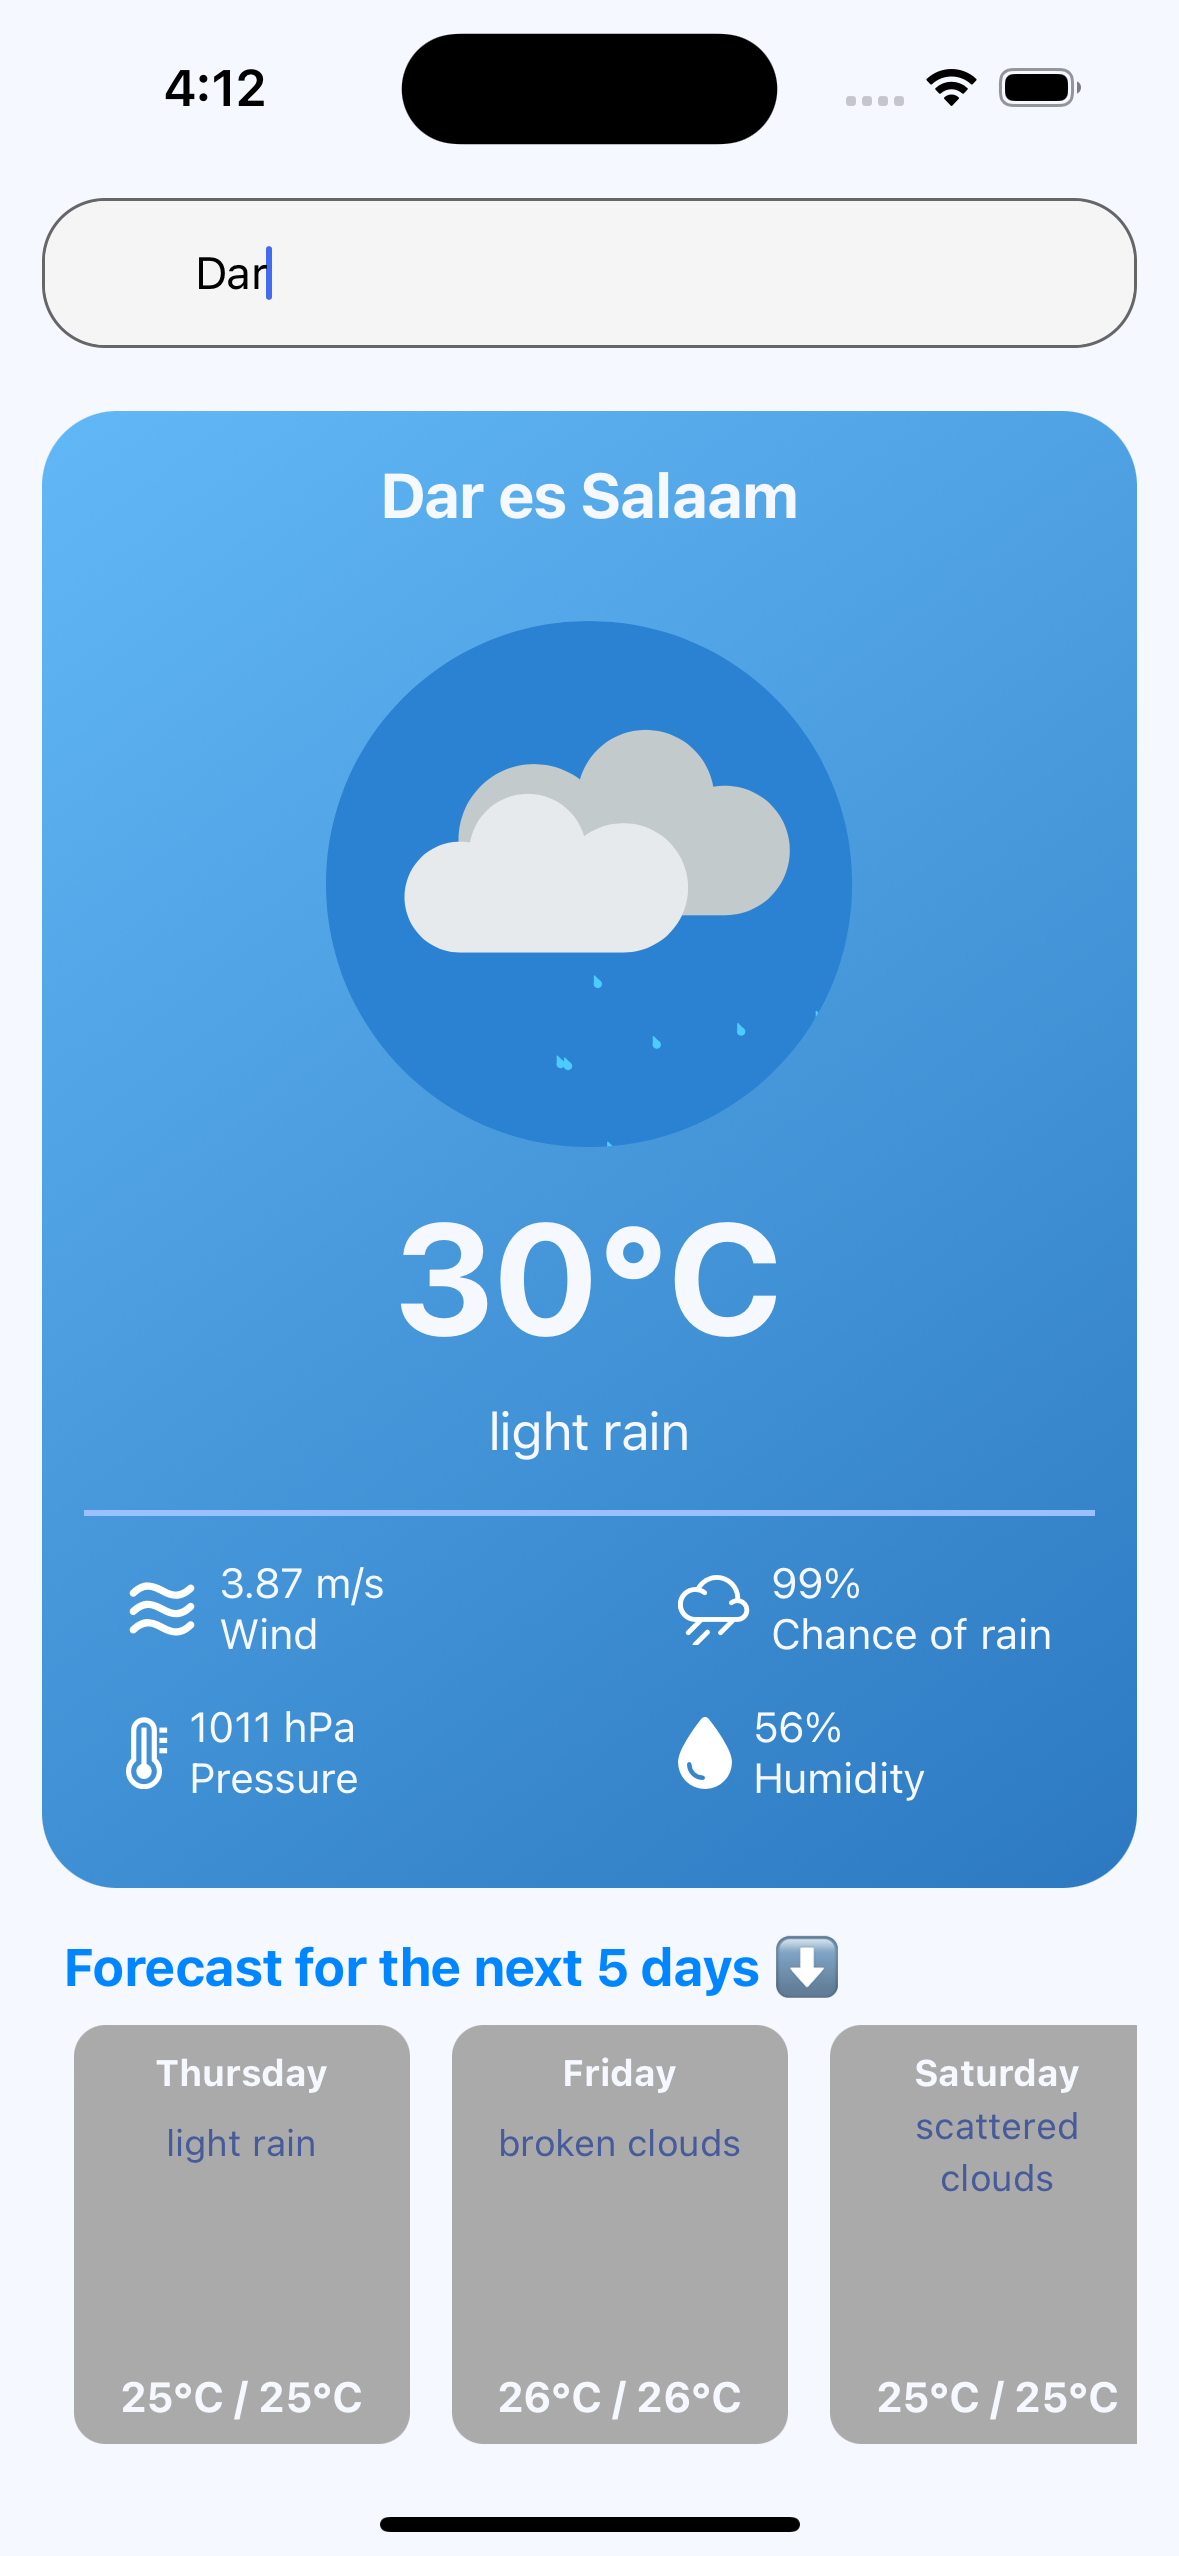 4:12
Dar
Dar es Salaam
30°C
light rain
3.87 m/s
Wind
99%
Chance of rain
1011 hPa
Pressure
56%
Humidity
Forecast for the next 5 days ⬇️
Thursday
light rain
25°C / 25°C
Friday
broken clouds
26°C / 26°C
Saturday
scattered
clouds
25°C / 25°C